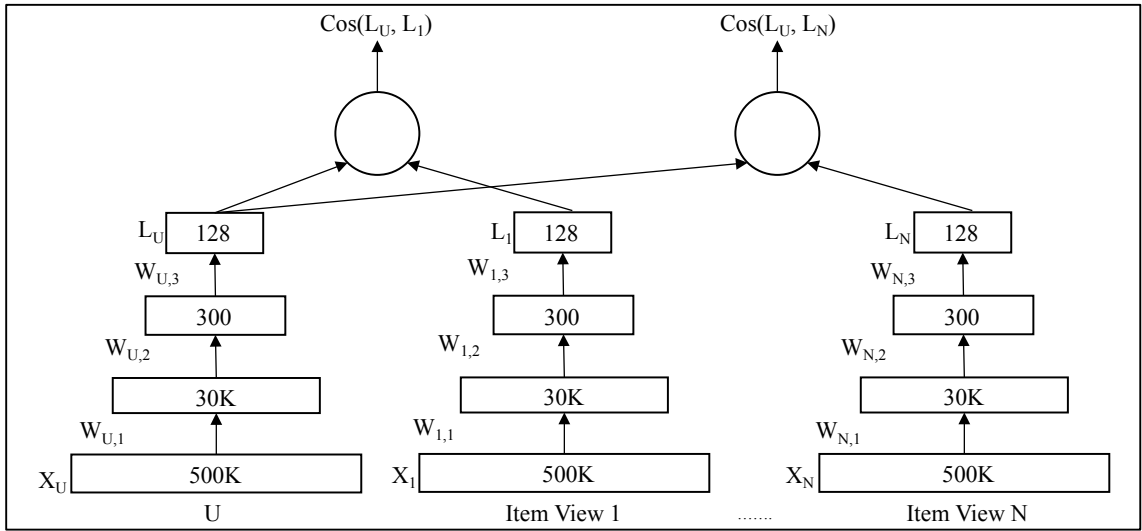 Cos(L_U, L_1) Cos(L_U, L_N)
L_U 128 L_1 128 L_N 128
W_U,3 W_1,3 W_N,3
300 300 300
W_U,2 W_1,2 W_N,2
30K 30K 30K
W_U,1 W_1,1 W_N,1
X_U 500K X_1 500K X_N 500K
U Item View 1 ....... Item View N